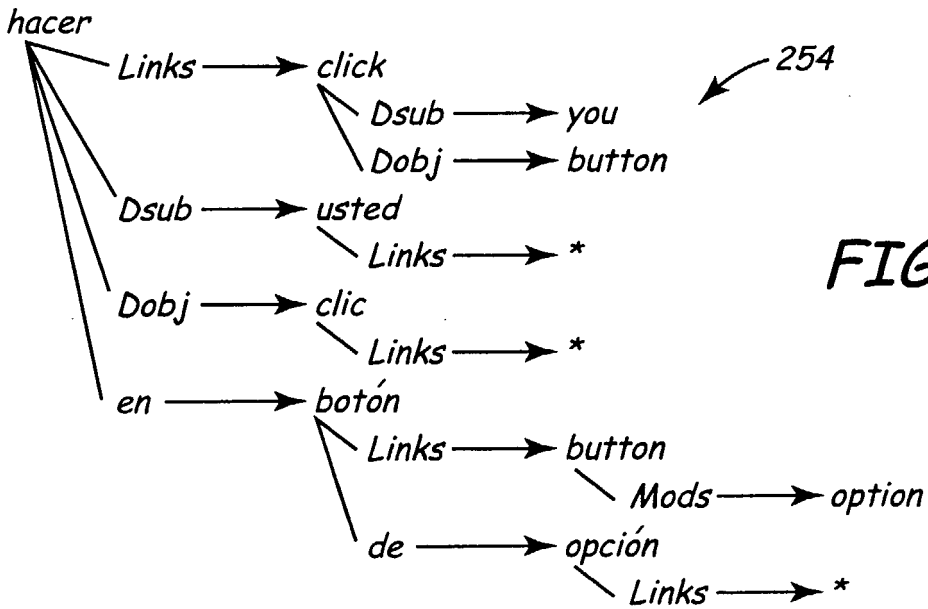 hacer
Links click
254
Dsub you
Dobj button
Dsub usted
Links *
FIG
Dobj clic
Links *
en botón
Links button
Mods option
de opción
Links *